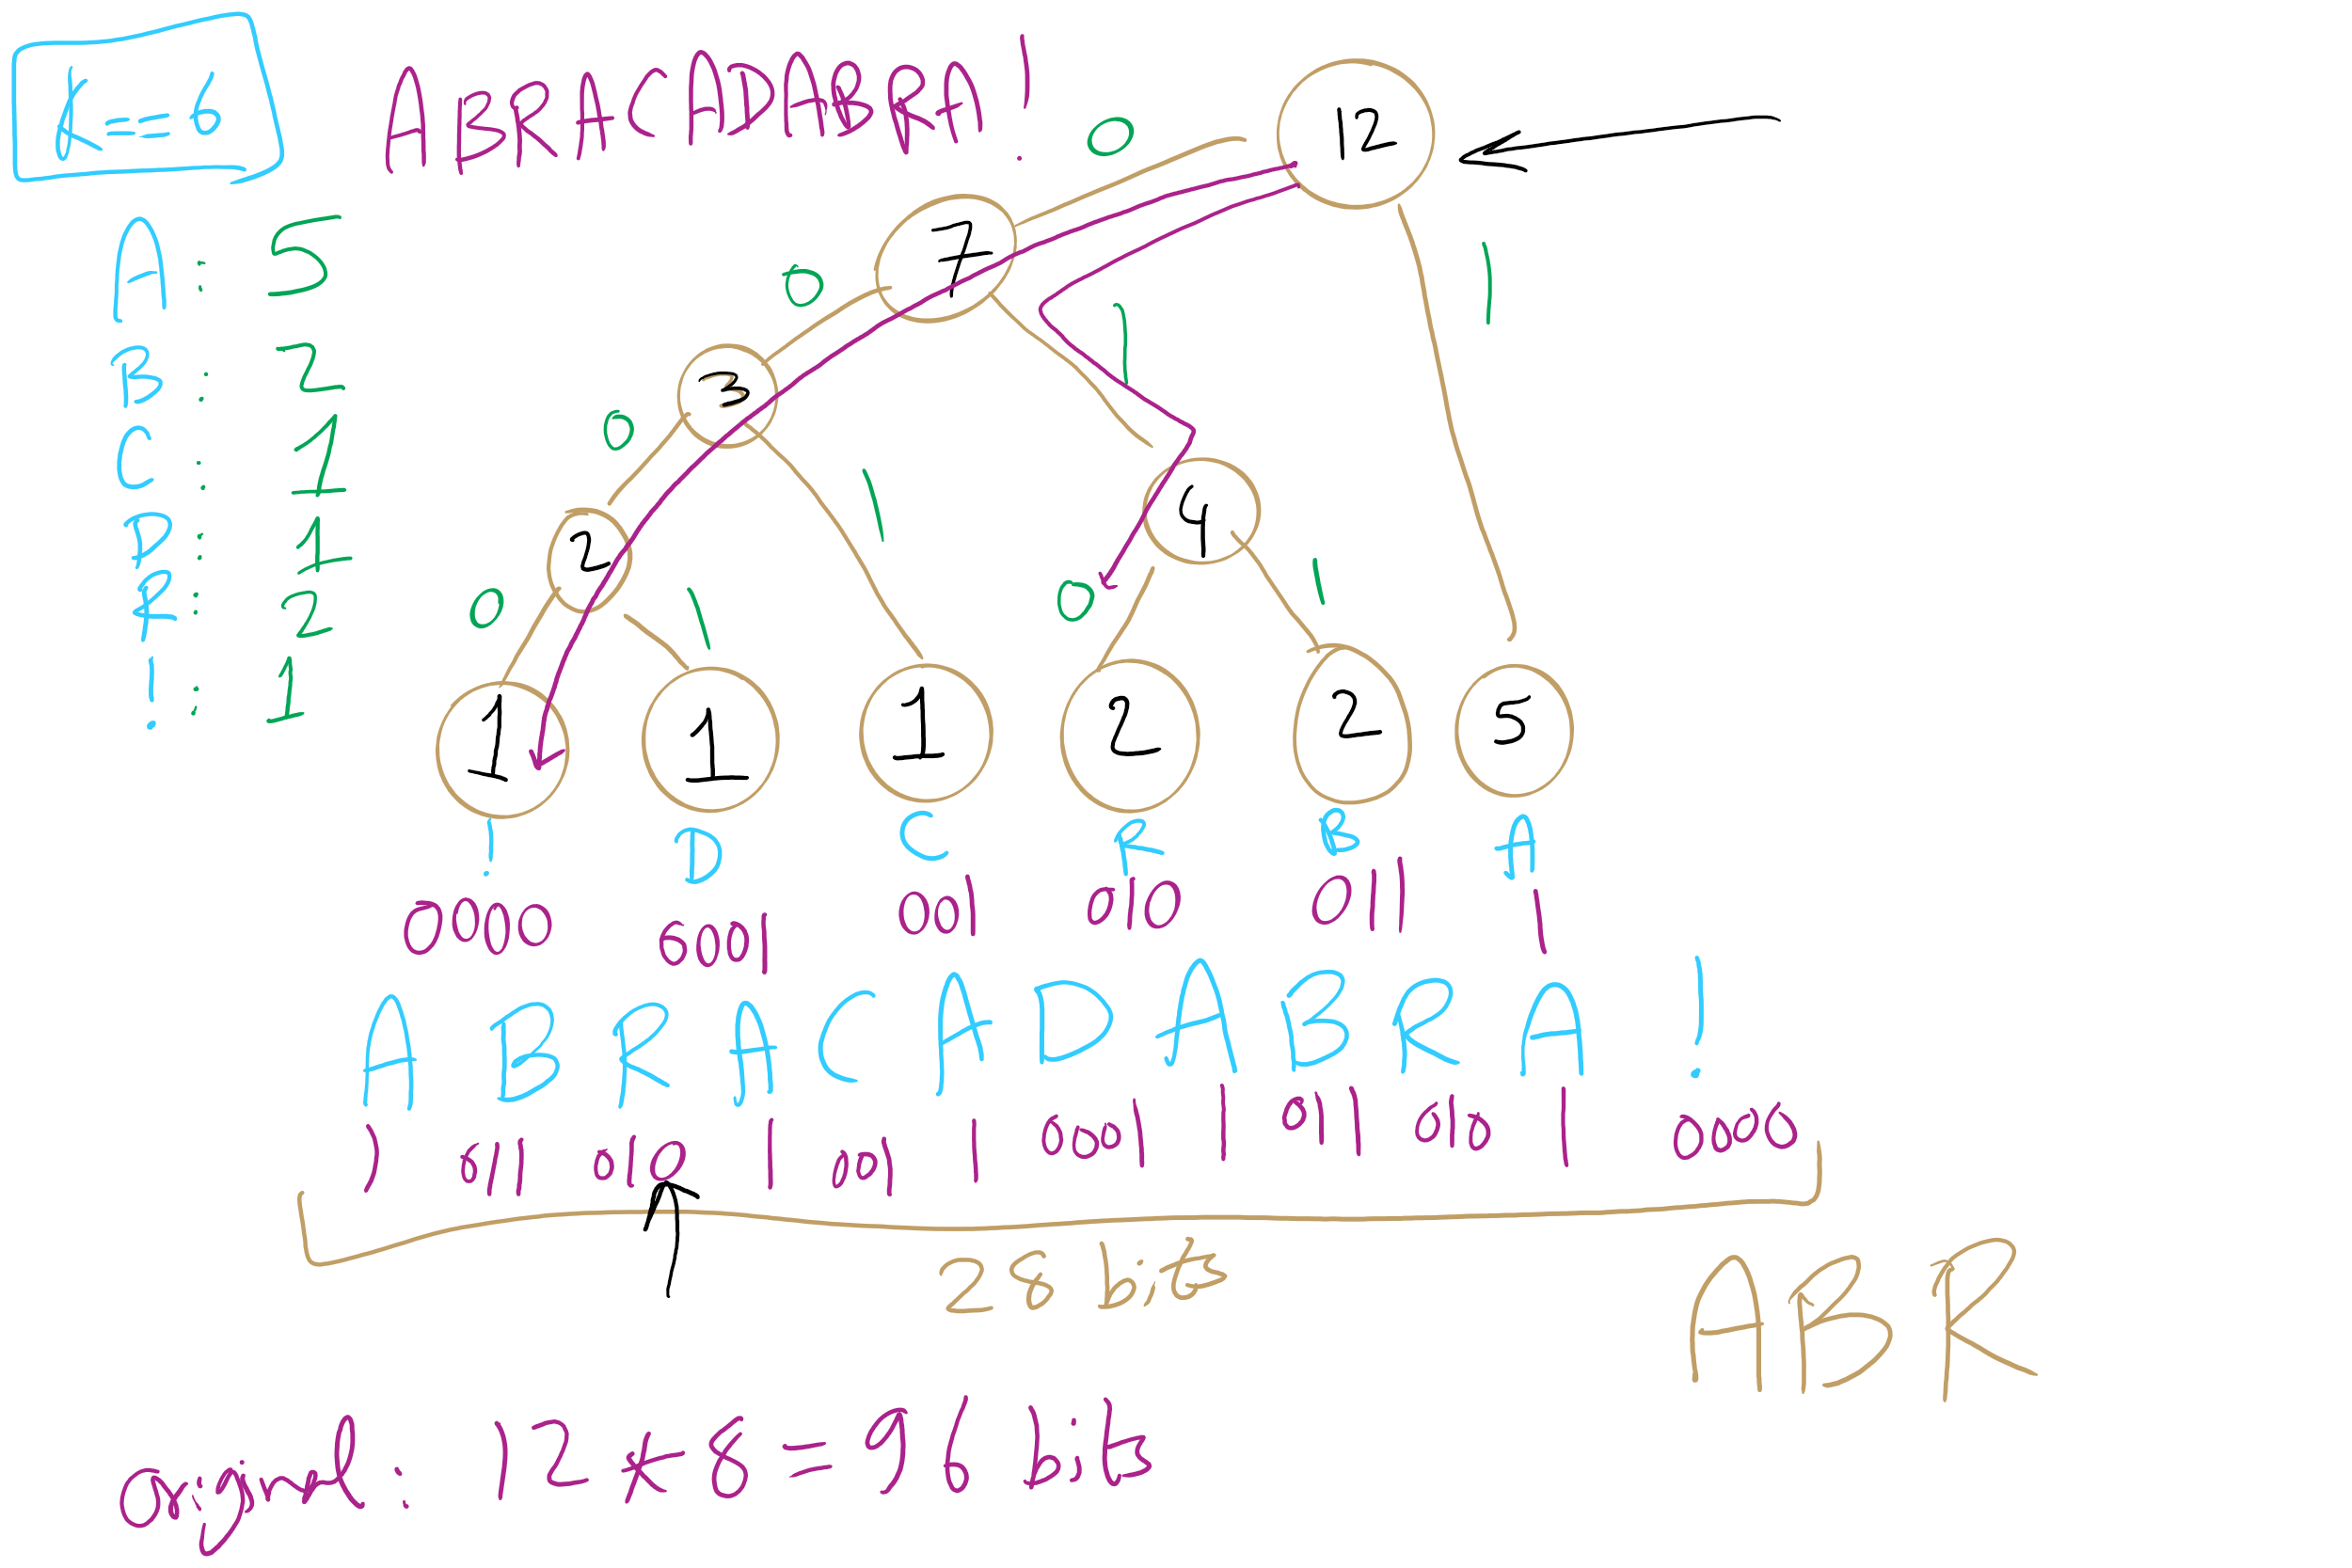 K == 6
ABRACADABRA!
A : 5
B : 2
C : 1
D : 1
R : 2
! : 1
12
0 1
7
0 1
3
0 1
4
0 1
2
0 1
1 1 1 2 2 5
! D C R B A
0000 0001 001 010 011 1
A B R A C A D A B R A !
1 011 010 1 001 1 0001 1 011 010 1 0000
28 bits
A B R
original: 12 * 8 = 96 bits